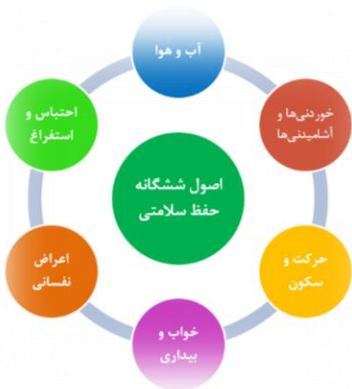 اصول ششگانه
حفظ سلامتی
آب و هوا
خوردنی‌ها و
آشامیدنی‌ها
حرکت و
سکون
خواب و
بیداری
اعراض
نفسانی
احتباس و
استفراغ